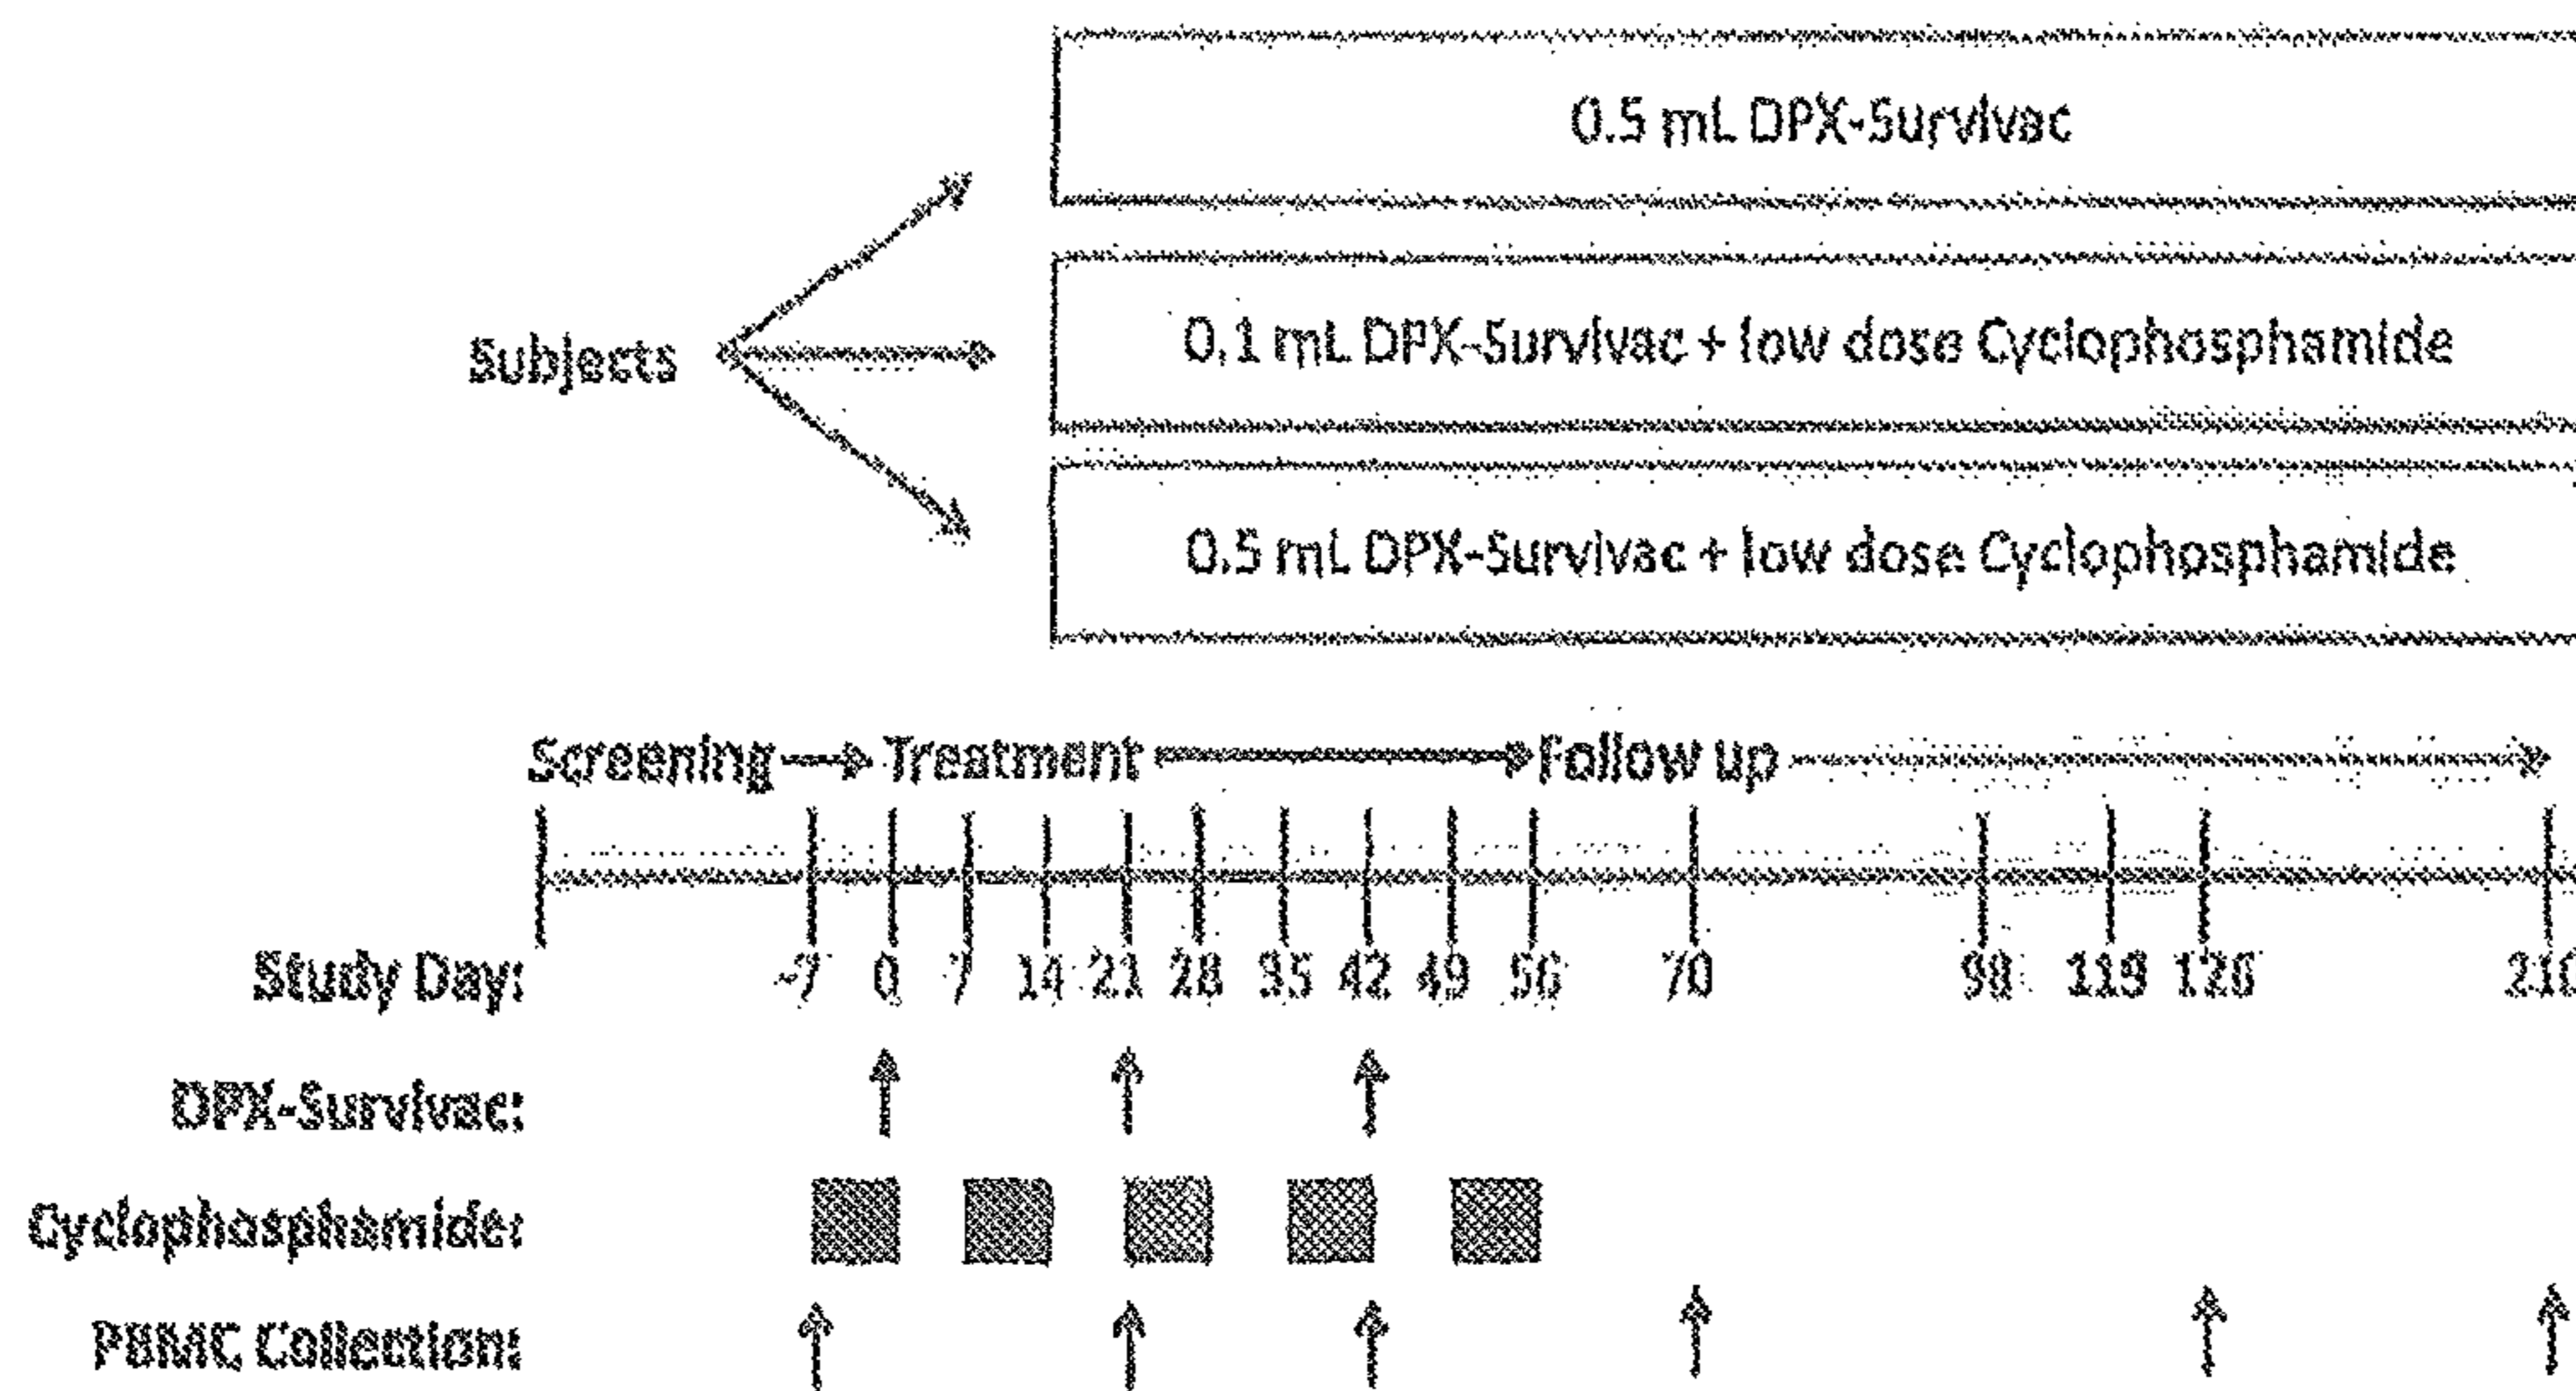 0.5 mL DPX-Survivac
Subjects
0.1 mL DPX-Survivac + low dose Cyclophosphamide
0.5 mL DPX-Survivac + low dose Cyclophosphamide
Screening Treatment Follow up
Study Day: -7 0 7 14 21 28 35 42 49 56 70 98 119 126 210
DPX-Survivac:
Cyclophosphamide:
PBMC Collection: